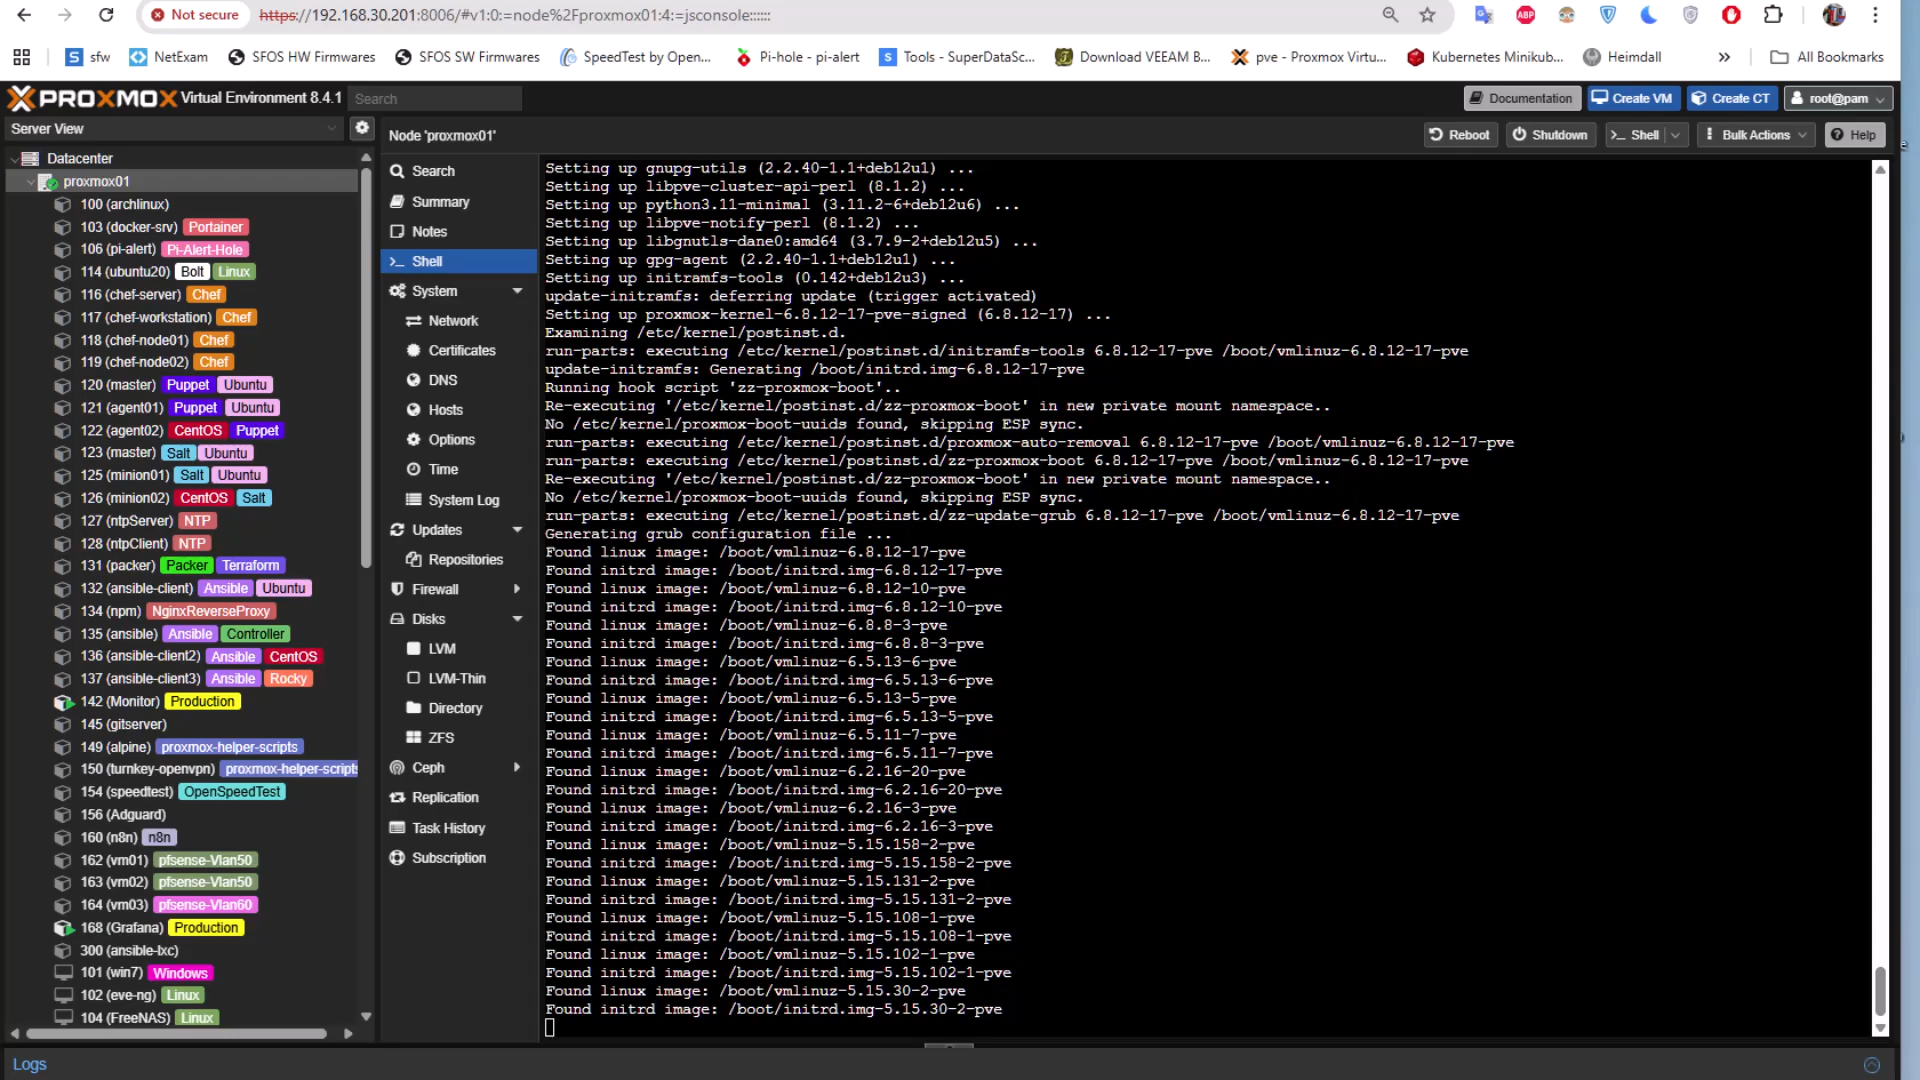 Not secure https://192.168.30.201:8006/#v1:0:=node%2Fproxmox01:4:=jsconsole::::::
sfw NetExam SFOS HW Firmwares SFOS SW Firmwares SpeedTest by Open... Pi-hole - pi-alert Tools - SuperDataSc... Download VEEAM B... pve - Proxmox Virtu... Kubernetes Minikub... Heimdall » All Bookmarks
PROXMOX Virtual Environment 8.4.1 Search Documentation Create VM Create CT root@pam
Server View
Node 'proxmox01' Reboot Shutdown Shell Bulk Actions Help
Datacenter
proxmox01
100 (archlinux)
103 (docker-srv) Portainer
106 (pi-alert) Pi-Alert-Hole
114 (ubuntu20) Bolt Linux
116 (chef-server) Chef
117 (chef-workstation) Chef
118 (chef-node01) Chef
119 (chef-node02) Chef
120 (master) Puppet Ubuntu
121 (agent01) Puppet Ubuntu
122 (agent02) CentOS Puppet
123 (master) Salt Ubuntu
125 (minion01) Salt Ubuntu
126 (minion02) CentOS Salt
127 (ntpServer) NTP
128 (ntpClient) NTP
131 (packer) Packer Terraform
132 (ansible-client) Ansible Ubuntu
134 (npm) NginxReverseProxy
135 (ansible) Ansible Controller
136 (ansible-client2) Ansible CentOS
137 (ansible-client3) Ansible Rocky
142 (Monitor) Production
145 (gitserver)
149 (alpine) proxmox-helper-scripts
150 (turnkey-openvpn) proxmox-helper-scripts
154 (speedtest) OpenSpeedTest
156 (Adguard)
160 (n8n) n8n
162 (vm01) pfsense-Vlan50
163 (vm02) pfsense-Vlan50
164 (vm03) pfsense-Vlan60
168 (Grafana) Production
300 (ansible-lxc)
101 (win7) Windows
102 (eve-ng) Linux
104 (FreeNAS) Linux
Search
Summary
Notes
Shell
System
Network
Certificates
DNS
Hosts
Options
Time
System Log
Updates
Repositories
Firewall
Disks
LVM
LVM-Thin
Directory
ZFS
Ceph
Replication
Task History
Subscription
Setting up gnupg-utils (2.2.40-1.1+deb12u1) ...
Setting up libpve-cluster-api-perl (8.1.2) ...
Setting up python3.11-minimal (3.11.2-6+deb12u6) ...
Setting up libpve-notify-perl (8.1.2) ...
Setting up libgnutls-dane0:amd64 (3.7.9-2+deb12u5) ...
Setting up gpg-agent (2.2.40-1.1+deb12u1) ...
Setting up initramfs-tools (0.142+deb12u3) ...
update-initramfs: deferring update (trigger activated)
Setting up proxmox-kernel-6.8.12-17-pve-signed (6.8.12-17) ...
Examining /etc/kernel/postinst.d.
run-parts: executing /etc/kernel/postinst.d/initramfs-tools 6.8.12-17-pve /boot/vmlinuz-6.8.12-17-pve
update-initramfs: Generating /boot/initrd.img-6.8.12-17-pve
Running hook script 'zz-proxmox-boot'..
Re-executing '/etc/kernel/postinst.d/zz-proxmox-boot' in new private mount namespace..
No /etc/kernel/proxmox-boot-uuids found, skipping ESP sync.
run-parts: executing /etc/kernel/postinst.d/proxmox-auto-removal 6.8.12-17-pve /boot/vmlinuz-6.8.12-17-pve
run-parts: executing /etc/kernel/postinst.d/zz-proxmox-boot 6.8.12-17-pve /boot/vmlinuz-6.8.12-17-pve
Re-executing '/etc/kernel/postinst.d/zz-proxmox-boot' in new private mount namespace..
No /etc/kernel/proxmox-boot-uuids found, skipping ESP sync.
run-parts: executing /etc/kernel/postinst.d/zz-update-grub 6.8.12-17-pve /boot/vmlinuz-6.8.12-17-pve
Generating grub configuration file ...
Found linux image: /boot/vmlinuz-6.8.12-17-pve
Found initrd image: /boot/initrd.img-6.8.12-17-pve
Found linux image: /boot/vmlinuz-6.8.12-10-pve
Found initrd image: /boot/initrd.img-6.8.12-10-pve
Found linux image: /boot/vmlinuz-6.8.8-3-pve
Found initrd image: /boot/initrd.img-6.8.8-3-pve
Found linux image: /boot/vmlinuz-6.5.13-6-pve
Found initrd image: /boot/initrd.img-6.5.13-6-pve
Found linux image: /boot/vmlinuz-6.5.13-5-pve
Found initrd image: /boot/initrd.img-6.5.13-5-pve
Found linux image: /boot/vmlinuz-6.5.11-7-pve
Found initrd image: /boot/initrd.img-6.5.11-7-pve
Found linux image: /boot/vmlinuz-6.2.16-20-pve
Found initrd image: /boot/initrd.img-6.2.16-20-pve
Found linux image: /boot/vmlinuz-6.2.16-3-pve
Found initrd image: /boot/initrd.img-6.2.16-3-pve
Found linux image: /boot/vmlinuz-5.15.158-2-pve
Found initrd image: /boot/initrd.img-5.15.158-2-pve
Found linux image: /boot/vmlinuz-5.15.131-2-pve
Found initrd image: /boot/initrd.img-5.15.131-2-pve
Found linux image: /boot/vmlinuz-5.15.108-1-pve
Found initrd image: /boot/initrd.img-5.15.108-1-pve
Found linux image: /boot/vmlinuz-5.15.102-1-pve
Found initrd image: /boot/initrd.img-5.15.102-1-pve
Found linux image: /boot/vmlinuz-5.15.30-2-pve
Found initrd image: /boot/initrd.img-5.15.30-2-pve
Logs